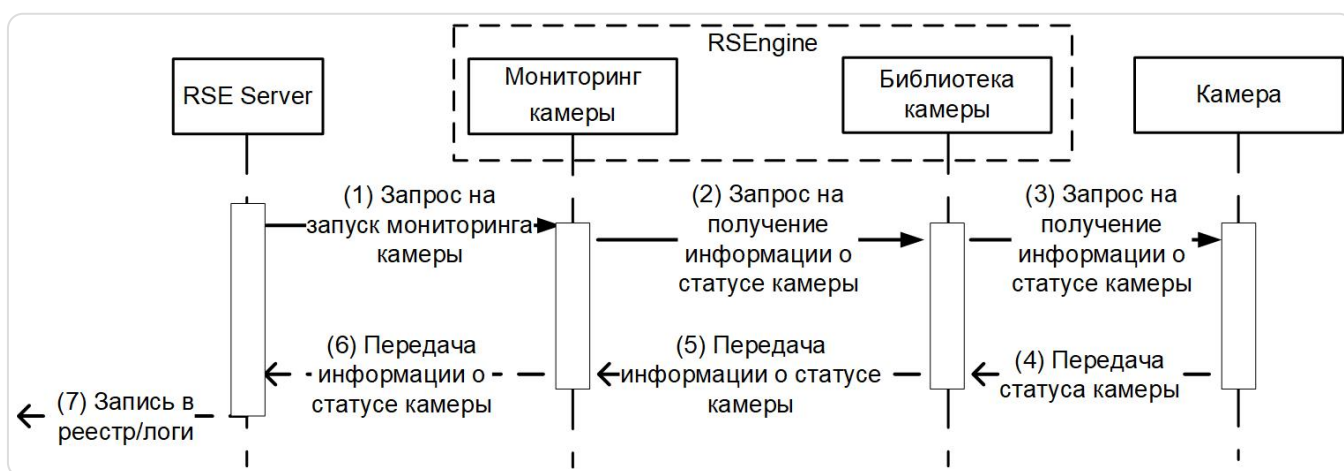 RSEngine
RSE Server
Мониторинг
камеры
Библиотека
камеры
Камера
(1) Запрос на
запуск мониторинга
камеры
(2) Запрос на
получение
информации о
статусе камеры
(3) Запрос на
получение
информации о
статусе камеры
(4) Передача
статуса камеры
(5) Передача
информации о статусе
камеры
(6) Передача
информации о
статусе камеры
(7) Запись в
реестр/логи